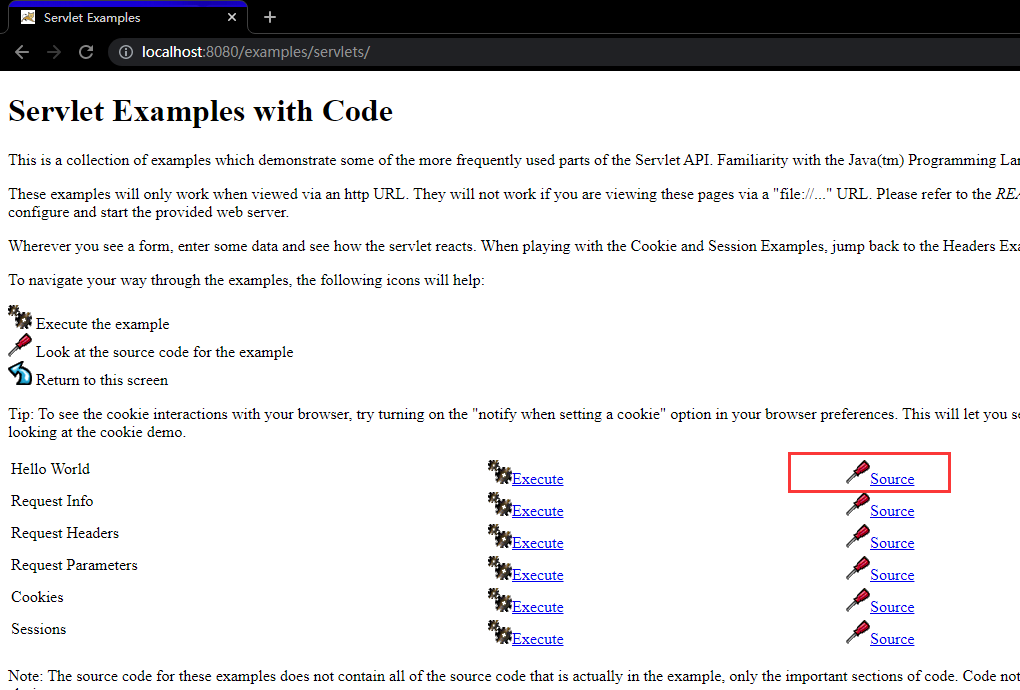 Servlet Examples
localhost:8080/examples/servlets/
Servlet Examples with Code
This is a collection of examples which demonstrate some of the more frequently used parts of the Servlet API. Familiarity with the Java(tm) Programming
These examples will only work when viewed via an http URL. They will not work if you are viewing these pages via a "file://..." URL. Please refer to the
configure and start the provided web server.
Wherever you see a form, enter some data and see how the servlet reacts. When playing with the Cookie and Session Examples, jump back to the Headers
To navigate your way through the examples, the following icons will help:
Execute the example
Look at the source code for the example
Return to this screen
Tip: To see the cookie interactions with your browser, try turning on the "notify when setting a cookie" option in your browser preferences. This will let you
looking at the cookie demo.
Hello World Execute Source
Request Info Execute Source
Request Headers Execute Source
Request Parameters Execute Source
Cookies Execute Source
Sessions Execute Source
Note: The source code for these examples does not contain all of the source code that is actually in the example, only the important sections of code. Code not